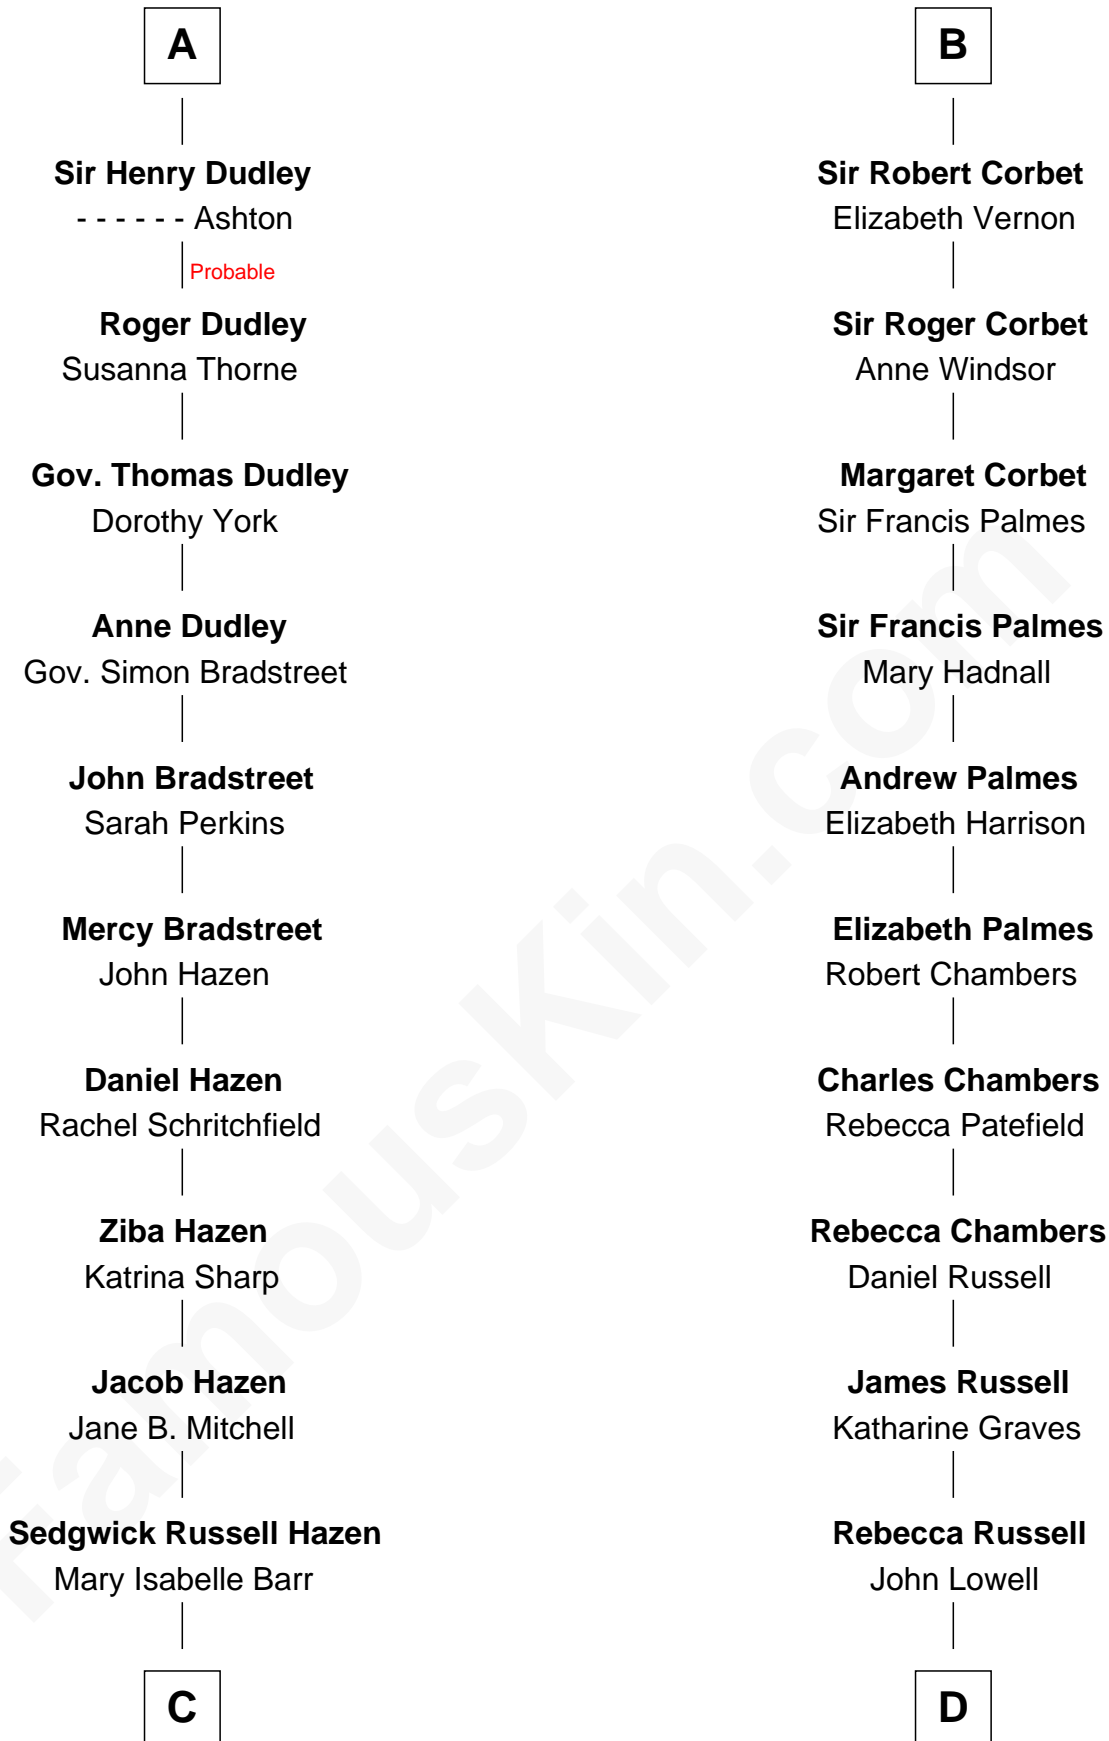 A
Sir Henry Dudley
- - - - - - Ashton
Probable
Roger Dudley
Susanna Thorne
Gov. Thomas Dudley
Dorothy York
Anne Dudley
Gov. Simon Bradstreet
John Bradstreet
Sarah Perkins
Mercy Bradstreet
John Hazen
Daniel Hazen
Rachel Schritchfield
Ziba Hazen
Katrina Sharp
Jacob Hazen
Jane B. Mitchell
Sedgwick Russell Hazen
Mary Isabelle Barr
C
B
Sir Robert Corbet
Elizabeth Vernon
Sir Roger Corbet
Anne Windsor
Margaret Corbet
Sir Francis Palmes
Sir Francis Palmes
Mary Hadnall
Andrew Palmes
Elizabeth Harrison
Elizabeth Palmes
Robert Chambers
Charles Chambers
Rebecca Patefield
Rebecca Chambers
Daniel Russell
James Russell
Katharine Graves
Rebecca Russell
John Lowell
D
FamousKin.com